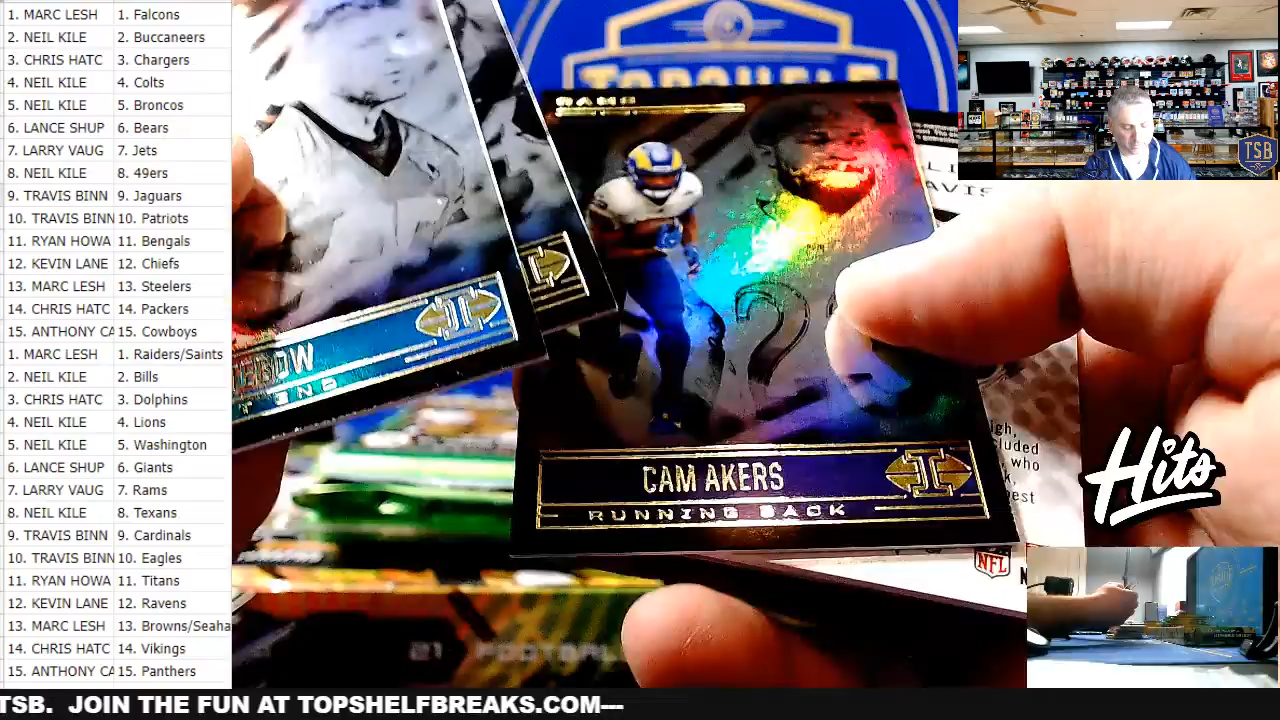 1. MARC LESH 1. Falcons
2. NEIL KILE 2. Buccaneers
3. CHRIS HATC 3. Chargers
4. NEIL KILE 4. Colts
5. NEIL KILE 5. Broncos
6. LANCE SHUP 6. Bears
7. LARRY VAUG 7. Jets
8. NEIL KILE 8. 49ers
9. TRAVIS BINN 9. Jaguars
10. TRAVIS BINN 10. Patriots
11. RYAN HOWA 11. Bengals
12. KEVIN LANE 12. Chiefs
13. MARC LESH 13. Steelers
14. CHRIS HATC 14. Packers
15. ANTHONY CA 15. Cowboys
1. MARC LESH 1. Raiders/Saints
2. NEIL KILE 2. Bills
3. CHRIS HATC 3. Dolphins
4. NEIL KILE 4. Lions
5. NEIL KILE 5. Washington
6. LANCE SHUP 6. Giants
7. LARRY VAUG 7. Rams
8. NEIL KILE 8. Texans
9. TRAVIS BINN 9. Cardinals
10. TRAVIS BINN 10. Eagles
11. RYAN HOWA 11. Titans
12. KEVIN LANE 12. Ravens
13. MARC LESH 13. Browns/Seaha
14. CHRIS HATC 14. Vikings
15. ANTHONY CA 15. Panthers
TOPSHELF
RAMS
CAM AKERS
RUNNING BACK
21 FOOTBALL
NFL
TSB
Hits
TSB. JOIN THE FUN AT TOPSHELFBREAKS.COM---